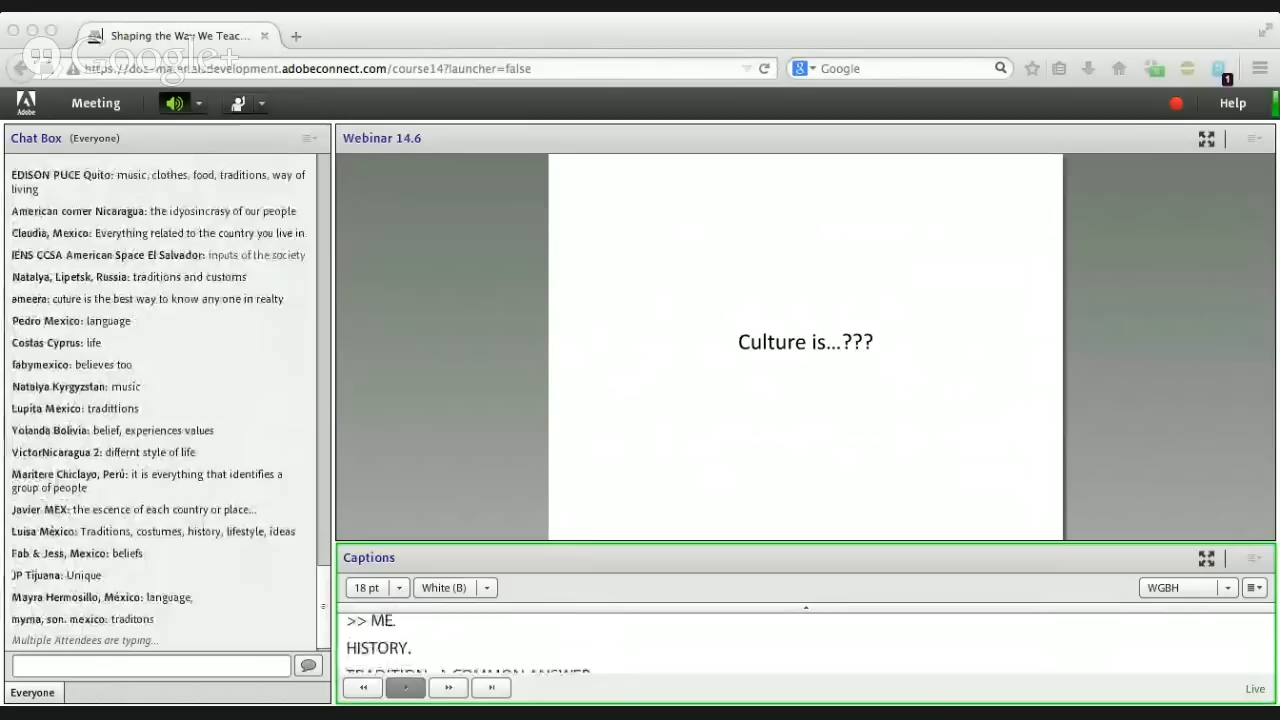 Shaping the Way We Teac...
Google+
adobeconnect.com/course14?launcher=false
Google
1
Adobe
Meeting
Help
Chat Box (Everyone)
EDISON PUCE Quito: music, clothes, food, traditions, way of
living
American corner Nicaragua: the idyosincrasy of our people
Claudia, Mexico: Everything related to the country you live in
IENS CCSA American Space El Salvador: inputs of the society
Natalya, Lipetsk, Russia: traditions and customs
ameera: cuture is the best way to know any one in realty
Pedro Mexico: language
Costas Cyprus: life
fabymexico: believes too
Natalya Kyrgyzstan: music
Lupita Mexico: tradittions
Yolanda Bolivia: belief, experiences values
VictorNicaragua 2: differnt style of life
Maritere Chiclayo, Perú: it is everything that identifies a
group of people
Javier MEX: the escence of each country or place...
Luisa México: Traditions, costumes, history, lifestyle, ideas
Fab & Jess, Mexico: beliefs
JP Tijuana: Unique
Mayra Hermosillo, México: language,
myrna, son. mexico: traditons
Multiple Attendees are typing...
Everyone
Webinar 14.6
Culture is...???
Captions
18 pt
White (B)
WGBH
>> ME.
HISTORY.
TRADITION, A COMMON ANSWER
Live